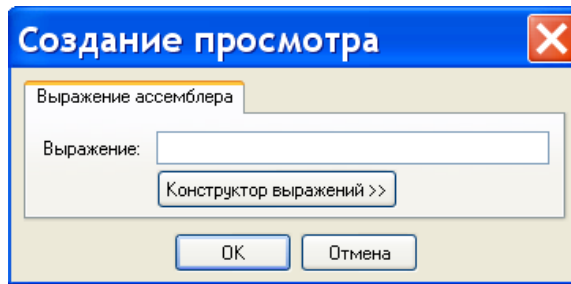 Создание просмотра
Выражение ассемблера
Выражение:
Конструктор выражений >>
OK
Отмена